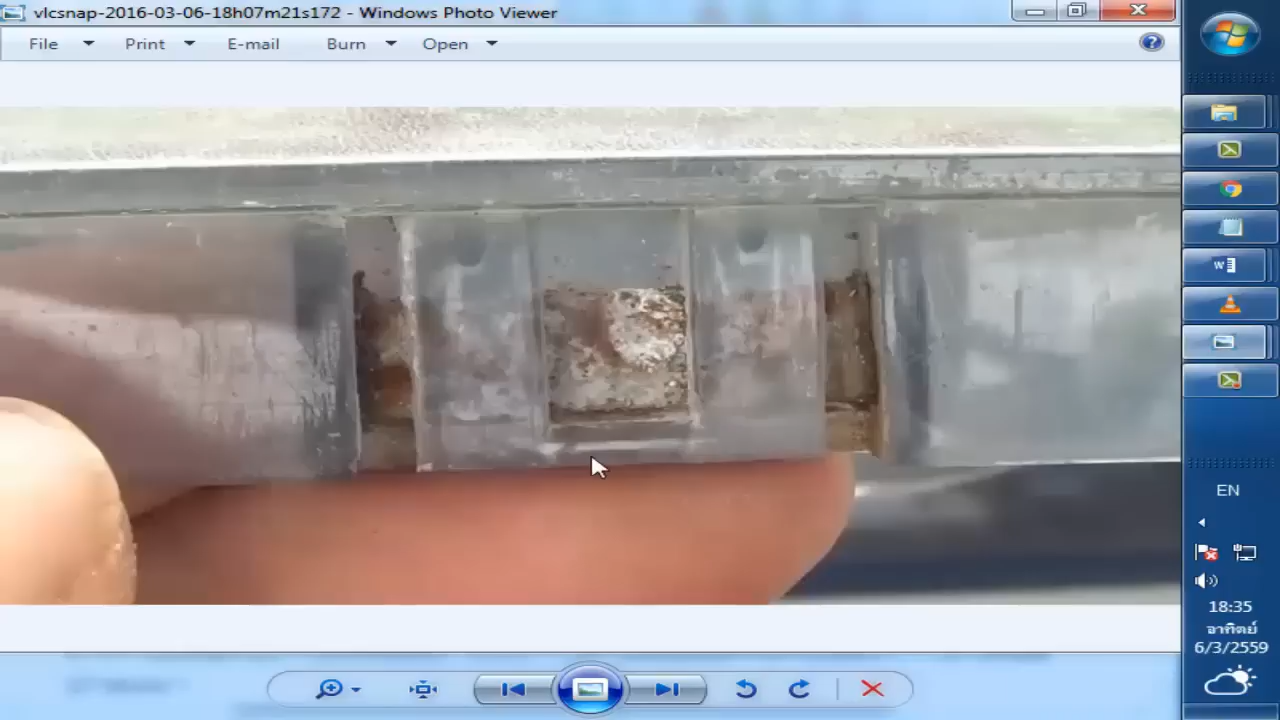 vlcsnap-2016-03-06-18h07m21s172 - Windows Photo Viewer
File Print E-mail Burn Open
EN
18:35
อาทิตย์
6/3/2559